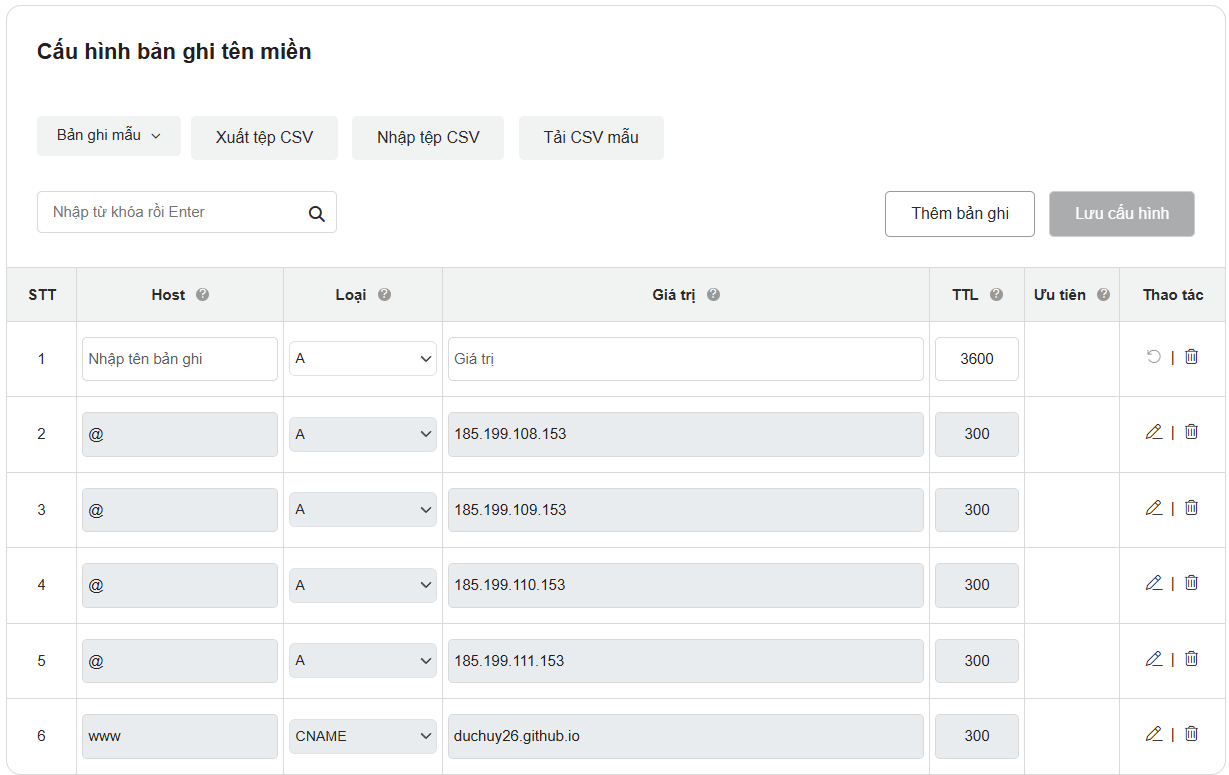 Cấu hình bản ghi tên miền
Bản ghi mẫu Xuất tệp CSV Nhập tệp CSV Tải CSV mẫu
Nhập từ khóa rồi Enter Thêm bản ghi Lưu cấu hình
STT Host ? Loại ? Giá trị ? TTL ? Ưu tiên ? Thao tác
1 Nhập tên bản ghi A Giá trị 3600 |
2 @ A 185.199.108.153 300 |
3 @ A 185.199.109.153 300 |
4 @ A 185.199.110.153 300 |
5 @ A 185.199.111.153 300 |
6 www CNAME duchuy26.github.io 300 |